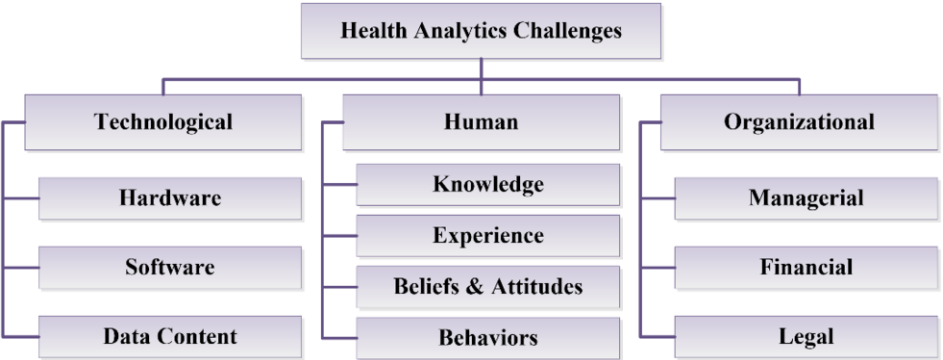 Health Analytics Challenges
Technological
Hardware
Software
Data Content
Human
Knowledge
Experience
Beliefs & Attitudes
Behaviors
Organizational
Managerial
Financial
Legal